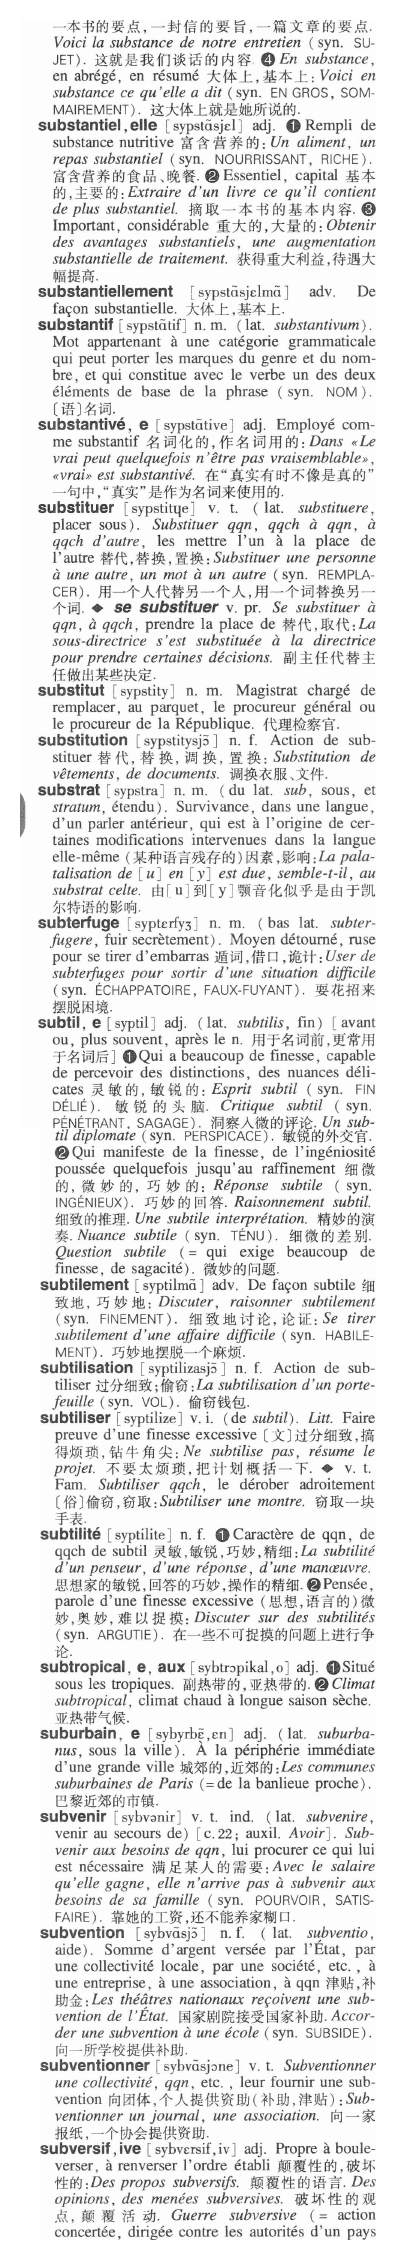 一本书的要点,一封信的要旨,一篇文章的要点.
Voici la substance de notre entretien (syn. SU-
JET). 这就是我们谈话的内容. ❹ En substance,
en abrégé, en résumé 大体上,基本上: Voici en
substance ce qu'elle a dit (syn. EN GROS, SOM-
MAIREMENT). 这大体上就是她所说的.
substantiel, elle [sypstɑ̃sjɛl] adj. ❶ Rempli de
substance nutritive 富含营养的: Un aliment, un
repas substantiel (syn. NOURRISSANT, RICHE).
富含营养的食品、晚餐. ❷ Essentiel, capital 基本
的,主要的: Extraire d'un livre ce qu'il contient
de plus substantiel. 摘取一本书的基本内容. ❸
Important, considérable 重大的,大量的: Obtenir
des avantages substantiels, une augmentation
substantielle de traitement. 获得重大利益,待遇大
幅提高.
substantiellement [sypstɑ̃sjɛlmɑ̃] adv. De
façon substantielle. 大体上,基本上.
substantif [sypstɑ̃tif] n. m. (lat. substantivum).
Mot appartenant à une catégorie grammaticale
qui peut porter les marques du genre et du nom-
bre, et qui constitue avec le verbe un des deux
éléments de base de la phrase (syn. NOM).
〔语〕名词.
substantivé, e [sypstɑ̃tive] adj. Employé com-
me substantif 名词化的,作名词用的: Dans «Le
vrai peut quelquefois n'être pas vraisemblable»,
«vrai» est substantivé. 在“真实有时不像是真的”
一句中,“真实”是作为名词来使用的.
substituer [sypstitɥe] v. t. (lat. substituere,
placer sous). Substituer qqn, qqch à qqn, à
qqch d'autre, les mettre l'un à la place de
l'autre 替代,替换,置换: Substituer une personne
à une autre, un mot à un autre (syn. REMPLA-
CER). 用一个人代替另一个人,用一个词替换另一
个词. ◆ se substituer v. pr. Se substituer à
qqn, à qqch, prendre la place de 替代,取代: La
sous-directrice s'est substituée à la directrice
pour prendre certaines décisions. 副主任代替主
任做出某些决定.
substitut [sypstity] n. m. Magistrat chargé de
remplacer, au parquet, le procureur général ou
le procureur de la République. 代理检察官.
substitution [sypstitysjɔ̃] n. f. Action de sub-
stituer 替代,替换,调换,置换: Substitution de
vêtements, de documents. 调换衣服、文件.
substrat [sypstra] n. m. (du lat. sub, sous, et
stratum, étendu). Survivance, dans une langue,
d'un parler antérieur, qui est à l'origine de cer-
taines modifications intervenues dans la langue
elle-même (某种语言残存的)因素,影响: La pala-
talisation de [u] en [y] est due, semble-t-il, au
substrat celte. 由[u]到[y]颚音化似乎是由于凯
尔特语的影响.
subterfuge [syptɛrfyʒ] n. m. (bas lat. subter-
fugere, fuir secrètement). Moyen détourné, ruse
pour se tirer d'embarras 遁词,借口,诡计: User de
subterfuges pour sortir d'une situation difficile
(syn. ÉCHAPPATOIRE, FAUX-FUYANT). 耍花招来
摆脱困境.
subtil, e [syptil] adj. (lat. subtilis, fin) [avant
ou, plus souvent, après le n. 用于名词前,更常用
于名词后] ❶ Qui a beaucoup de finesse, capable
de percevoir des distinctions, des nuances déli-
cates 灵敏的,敏锐的: Esprit subtil (syn. FIN
DÉLIÉ). 敏锐的头脑. Critique subtil (syn.
PÉNÉTRANT, SAGAGE). 洞察入微的评论. Un sub-
til diplomate (syn. PERSPICACE). 敏锐的外交官.
❷ Qui manifeste de la finesse, de l'ingéniosité
poussée quelquefois jusqu'au raffinement 细微
的,微妙的,巧妙的: Réponse subtile (syn.
INGÉNIEUX). 巧妙的回答. Raisonnement subtil.
细致的推理. Une subtile interprétation. 精妙的演
奏. Nuance subtile (syn. TÉNU). 细微的差别.
Question subtile (= qui exige beaucoup de
finesse, de sagacité). 微妙的问题.
subtilement [syptilmɑ̃] adv. De façon subtile 细
致地,巧妙地: Discuter, raisonner subtilement
(syn. FINEMENT). 细致地讨论,论证: Se tirer
subtilement d'une affaire difficile (syn. HABILE-
MENT). 巧妙地摆脱一个麻烦.
subtilisation [syptilizasjɔ̃] n. f. Action de sub-
tiliser 过分细致;偷窃: La subtilisation d'un porte-
feuille (syn. VOL). 偷窃钱包.
subtiliser [syptilize] v. i. (de subtil). Litt. Faire
preuve d'une finesse excessive 〔文〕过分细致,搞
得烦琐,钻牛角尖: Ne subtilise pas, résume le
projet. 不要太烦琐,把计划概括一下. ◆ v. t.
Fam. Subtiliser qqch, le dérober adroitement
〔俗〕偷窃,窃取: Subtiliser une montre. 窃取一块
手表.
subtilité [syptilite] n. f. ❶ Caractère de qqn, de
qqch de subtil 灵敏,敏锐,巧妙,精细: La subtilité
d'un penseur, d'une réponse, d'une manœuvre.
思想家的敏锐,回答的巧妙,操作的精细. ❷ Pensée,
parole d'une finesse excessive (思想,语言的)微
妙,奥妙,难以捉摸: Discuter sur des subtilités
(syn. ARGUTIE). 在一些不可捉摸的问题上进行争
论.
subtropical, e, aux [sybtrɔpikal,o] adj. ❶ Situé
sous les tropiques. 副热带的,亚热带的. ❷ Climat
subtropical, climat chaud à longue saison sèche.
亚热带气候.
suburbain, e [sybyrbɛ̃,ɛn] adj. (lat. suburba-
nus, sous la ville). À la périphérie immédiate
d'une grande ville 城郊的,近郊的: Les communes
suburbaines de Paris (= de la banlieue proche).
巴黎近郊的市镇.
subvenir [sybvənir] v. t. ind. (lat. subvenire,
venir au secours de) [c. 22; auxil. Avoir]. Sub-
venir aux besoins de qqn, lui procurer ce qui lui
est nécessaire 满足某人的需要: Avec le salaire
qu'elle gagne, elle n'arrive pas à subvenir aux
besoins de sa famille (syn. POURVOIR, SATIS-
FAIRE). 靠她的工资,还不能养家糊口.
subvention [sybvɑ̃sjɔ̃] n. f. (lat. subventio,
aide). Somme d'argent versée par l'État, par
une collectivité locale, par une société, etc., à
une entreprise, à une association, à qqn 津贴,补
助金: Les théâtres nationaux reçoivent une sub-
vention de l'État. 国家剧院接受国家补助. Accor-
der une subvention à une école (syn. SUBSIDE).
向一所学校提供补助.
subventionner [sybvɑ̃sjɔne] v. t. Subventionner
une collectivité, qqn, etc., leur fournir une sub-
vention 向团体,个人提供资助(补助,津贴): Sub-
ventionner un journal, une association. 向一家
报纸,一个协会提供资助.
subversif, ive [sybvɛrsif,iv] adj. Propre à boule-
verser, à renverser l'ordre établi 颠覆性的,破坏
性的: Des propos subversifs. 颠覆性的语言. Des
opinions, des menées subversives. 破坏性的观
点,颠覆活动. Guerre subversive (= action
concertée, dirigée contre les autorités d'un pays